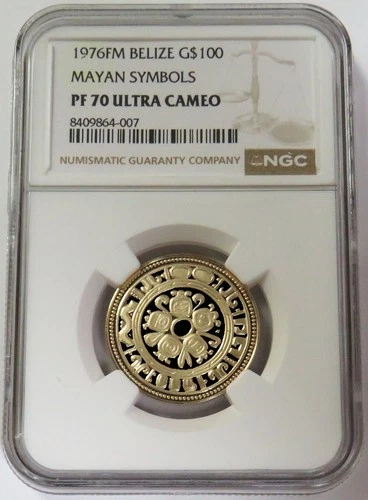 1976FM BELIZE G$100
MAYAN SYMBOLS
PF 70 ULTRA CAMEO
8409864-007
NUMISMATIC GUARANTY COMPANY NGC